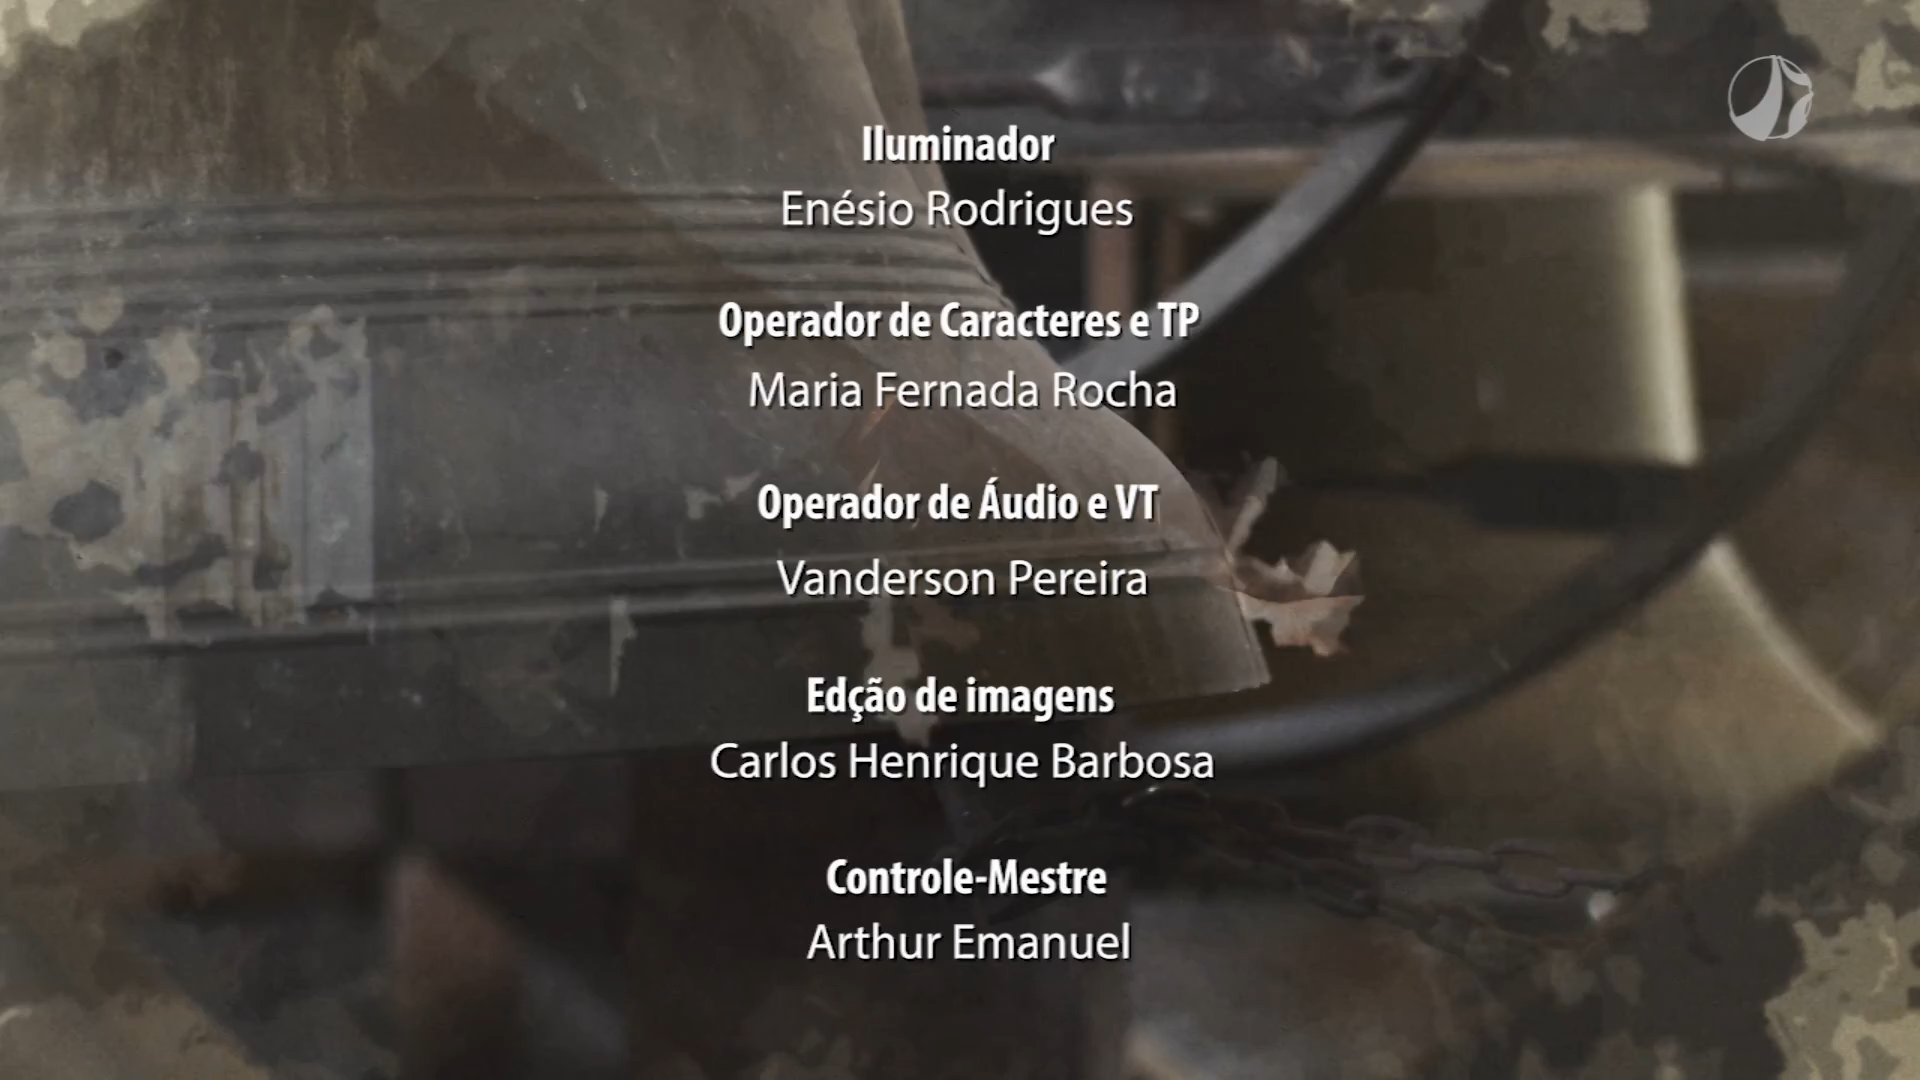 Iluminador
Enésio Rodrigues
Operador de Caracteres e TP
Maria Fernada Rocha
Operador de Áudio e VT
Vanderson Pereira
Edção de imagens
Carlos Henrique Barbosa
Controle-Mestre
Arthur Emanuel